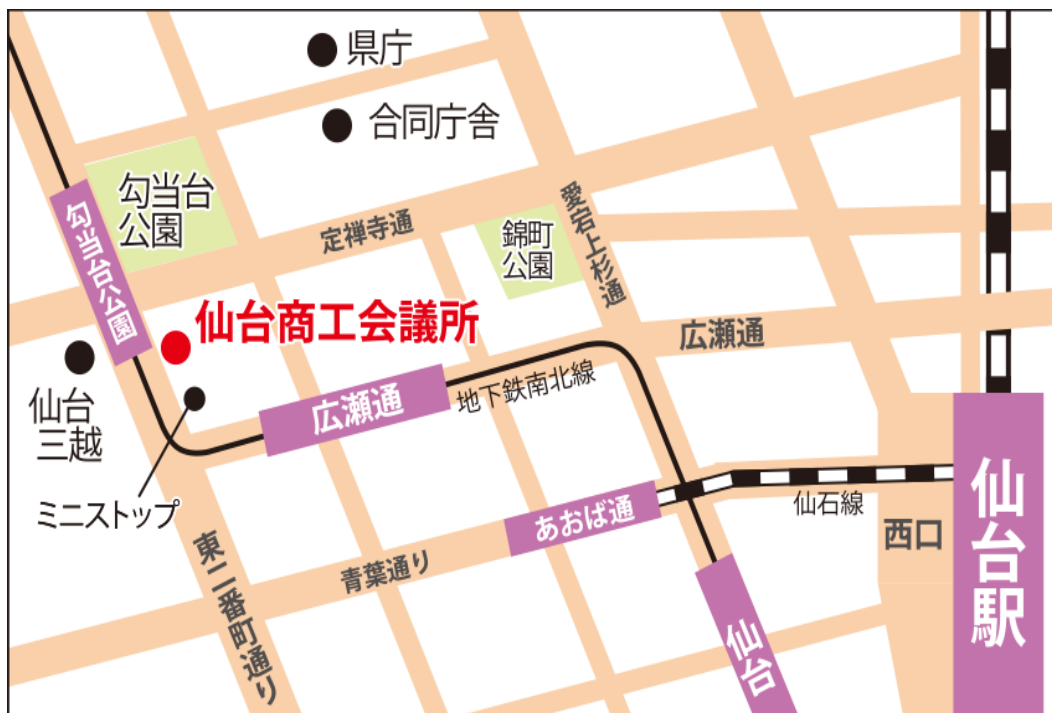 県庁
合同庁舎
勾当台
公園
勾当台公園
定禅寺通
錦町
公園
愛宕上杉通
仙台商工会議所
広瀬通
仙台
三越
広瀬通
地下鉄南北線
ミニストップ
あおば通
仙石線
仙台駅
西口
東二番町通り
青葉通り
仙台